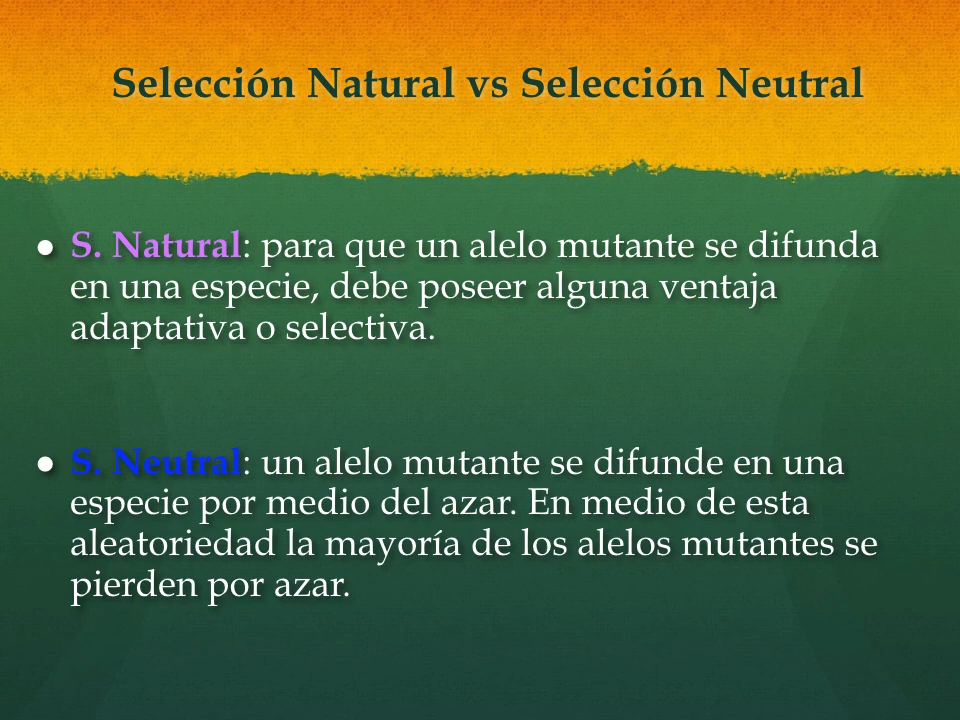 Selección Natural vs Selección Neutral
● S. Natural: para que un alelo mutante se difunda
en una especie, debe poseer alguna ventaja
adaptativa o selectiva.
● S. Neutral: un alelo mutante se difunde en una
especie por medio del azar. En medio de esta
aleatoriedad la mayoría de los alelos mutantes se
pierden por azar.